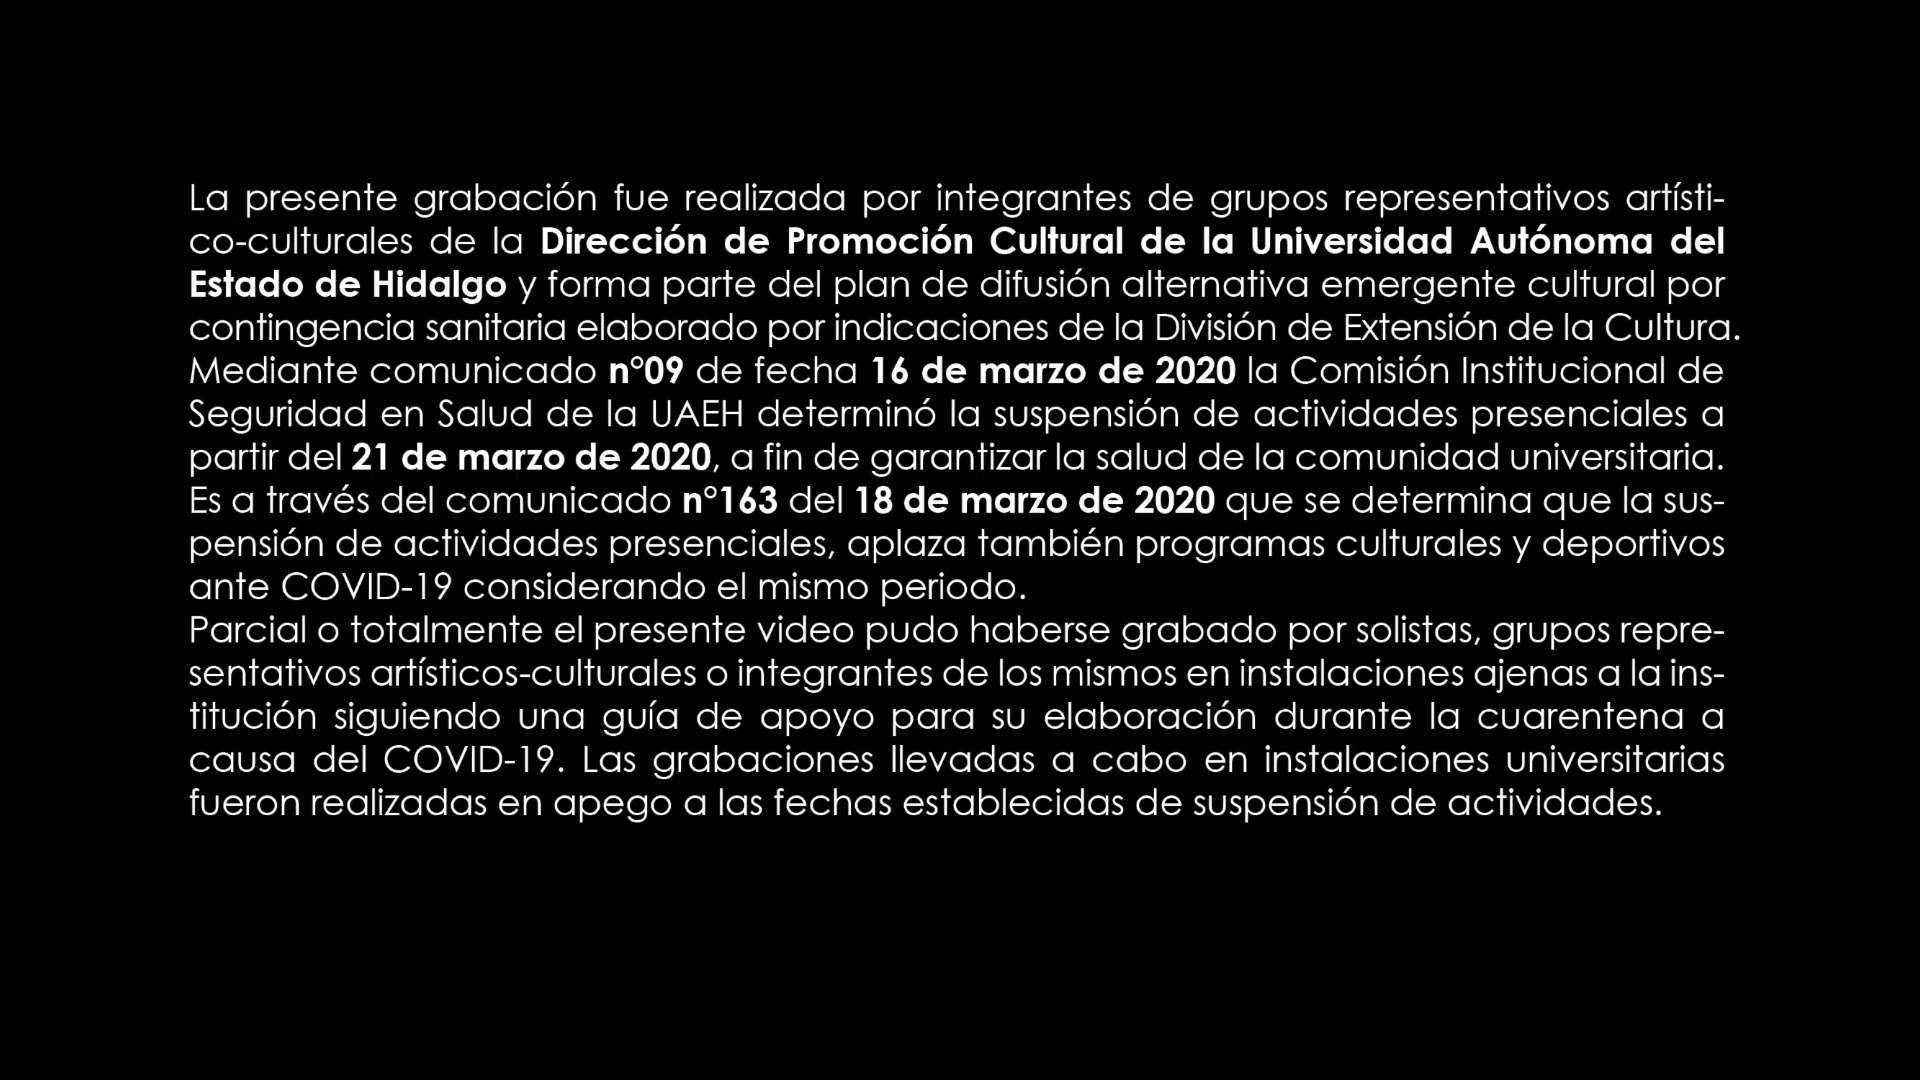 La presente grabación fue realizada por integrantes de grupos representativos artísti-
co-culturales de la Dirección de Promoción Cultural de la Universidad Autónoma del
Estado de Hidalgo y forma parte del plan de difusión alternativa emergente cultural por
contingencia sanitaria elaborado por indicaciones de la División de Extensión de la Cultura.
Mediante comunicado n°09 de fecha 16 de marzo de 2020 la Comisión Institucional de
Seguridad en Salud de la UAEH determinó la suspensión de actividades presenciales a
partir del 21 de marzo de 2020, a fin de garantizar la salud de la comunidad universitaria.
Es a través del comunicado n°163 del 18 de marzo de 2020 que se determina que la sus-
pensión de actividades presenciales, aplaza también programas culturales y deportivos
ante COVID-19 considerando el mismo periodo.
Parcial o totalmente el presente video pudo haberse grabado por solistas, grupos repre-
sentativos artísticos-culturales o integrantes de los mismos en instalaciones ajenas a la ins-
titución siguiendo una guía de apoyo para su elaboración durante la cuarentena a
causa del COVID-19. Las grabaciones llevadas a cabo en instalaciones universitarias
fueron realizadas en apego a las fechas establecidas de suspensión de actividades.